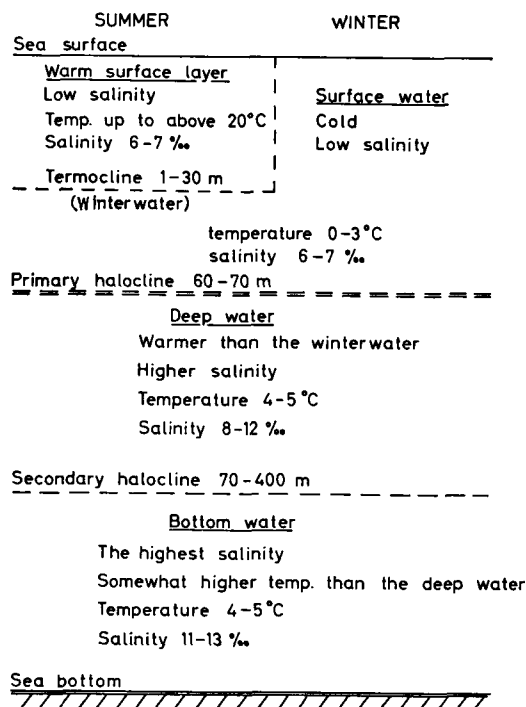 SUMMER WINTER
Sea surface
Warm surface layer
Low salinity
Temp. up to above 20°C
Salinity 6-7 ‰
Termocline 1-30 m
(Winterwater)
Surface water
Cold
Low salinity
temperature 0-3°C
salinity 6-7 ‰
Primary halocline 60-70 m
Deep water
Warmer than the winterwater
Higher salinity
Temperature 4-5°C
Salinity 8-12 ‰
Secondary halocline 70-400 m
Bottom water
The highest salinity
Somewhat higher temp. than the deep water
Temperature 4-5°C
Salinity 11-13 ‰
Sea bottom